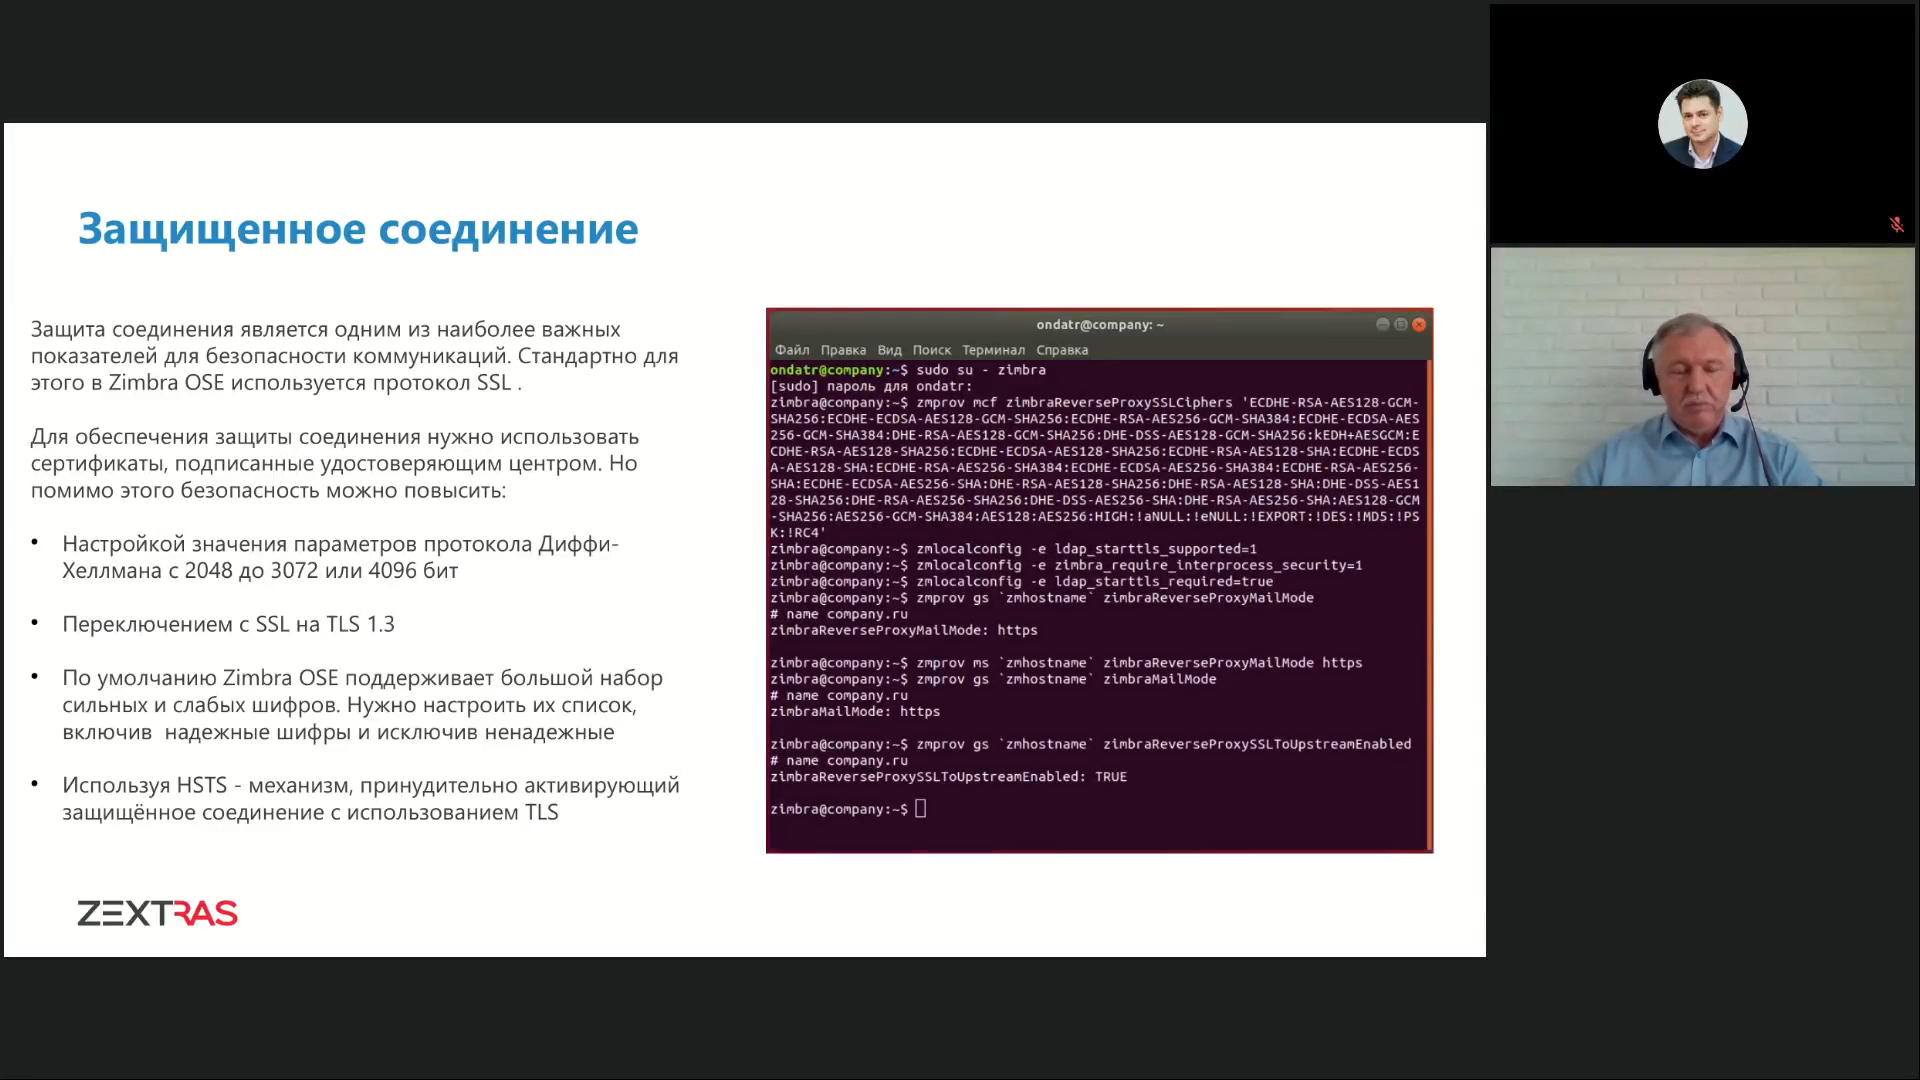 Защищенное соединение
Защита соединения является одним из наиболее важных
показателей для безопасности коммуникаций. Стандартно для
этого в Zimbra OSE используется протокол SSL .
Для обеспечения защиты соединения нужно использовать
сертификаты, подписанные удостоверяющим центром. Но
помимо этого безопасность можно повысить:
• Настройкой значения параметров протокола Диффи-
Хеллмана с 2048 до 3072 или 4096 бит
• Переключением с SSL на TLS 1.3
• По умолчанию Zimbra OSE поддерживает большой набор
сильных и слабых шифров. Нужно настроить их список,
включив  надежные шифры и исключив ненадежные
• Используя HSTS - механизм, принудительно активирующий
защищённое соединение с использованием TLS
ZEXTRAS
ondatr@company: ~
Файл Правка Вид Поиск Терминал Справка
ondatr@company:~$ sudo su - zimbra
[sudo] пароль для ondatr:
zimbra@company:~$ zmprov mcf zimbraReverseProxySSLCiphers 'ECDHE-RSA-AES128-GCM-
SHA256:ECDHE-ECDSA-AES128-GCM-SHA256:ECDHE-RSA-AES256-GCM-SHA384:ECDHE-ECDSA-AES
256-GCM-SHA384:DHE-RSA-AES128-GCM-SHA256:DHE-DSS-AES128-GCM-SHA256:kEDH+AESGCM:E
CDHE-RSA-AES128-SHA256:ECDHE-ECDSA-AES128-SHA256:ECDHE-RSA-AES128-SHA:ECDHE-ECDS
A-AES128-SHA:ECDHE-RSA-AES256-SHA384:ECDHE-ECDSA-AES256-SHA384:ECDHE-RSA-AES256-
SHA:ECDHE-ECDSA-AES256-SHA:DHE-RSA-AES128-SHA256:DHE-RSA-AES128-SHA:DHE-DSS-AES1
28-SHA256:DHE-RSA-AES256-SHA256:DHE-DSS-AES256-SHA:DHE-RSA-AES256-SHA:AES128-GCM
-SHA256:AES256-GCM-SHA384:AES128:AES256:HIGH:!aNULL:!eNULL:!EXPORT:!DES:!MD5:!PS
K:!RC4'
zimbra@company:~$ zmlocalconfig -e ldap_starttls_supported=1
zimbra@company:~$ zmlocalconfig -e zimbra_require_interprocess_security=1
zimbra@company:~$ zmlocalconfig -e ldap_starttls_required=true
zimbra@company:~$ zmprov gs `zmhostname` zimbraReverseProxyMailMode
# name company.ru
zimbraReverseProxyMailMode: https
zimbra@company:~$ zmprov ms `zmhostname` zimbraReverseProxyMailMode https
zimbra@company:~$ zmprov gs `zmhostname` zimbraMailMode
# name company.ru
zimbraMailMode: https
zimbra@company:~$ zmprov gs `zmhostname` zimbraReverseProxySSLToUpstreamEnabled
# name company.ru
zimbraReverseProxySSLToUpstreamEnabled: TRUE
zimbra@company:~$